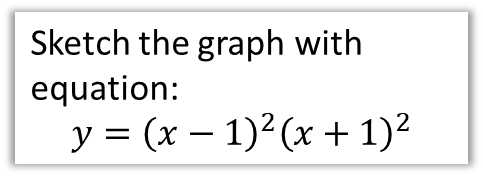 Sketch the graph with
equation:
y = (x − 1)²(x + 1)²